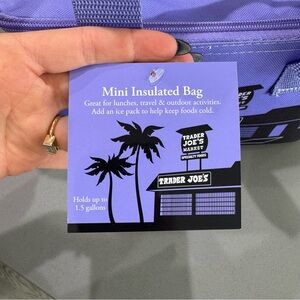 Mini Insulated Bag
Great for lunches, travel & outdoor activities.
Add an ice pack to help keep foods cold.
TRADER
JOE'S
MARKET
SPECIALTY FOODS
TRADER JOE'S
Holds up to
1.5 gallons